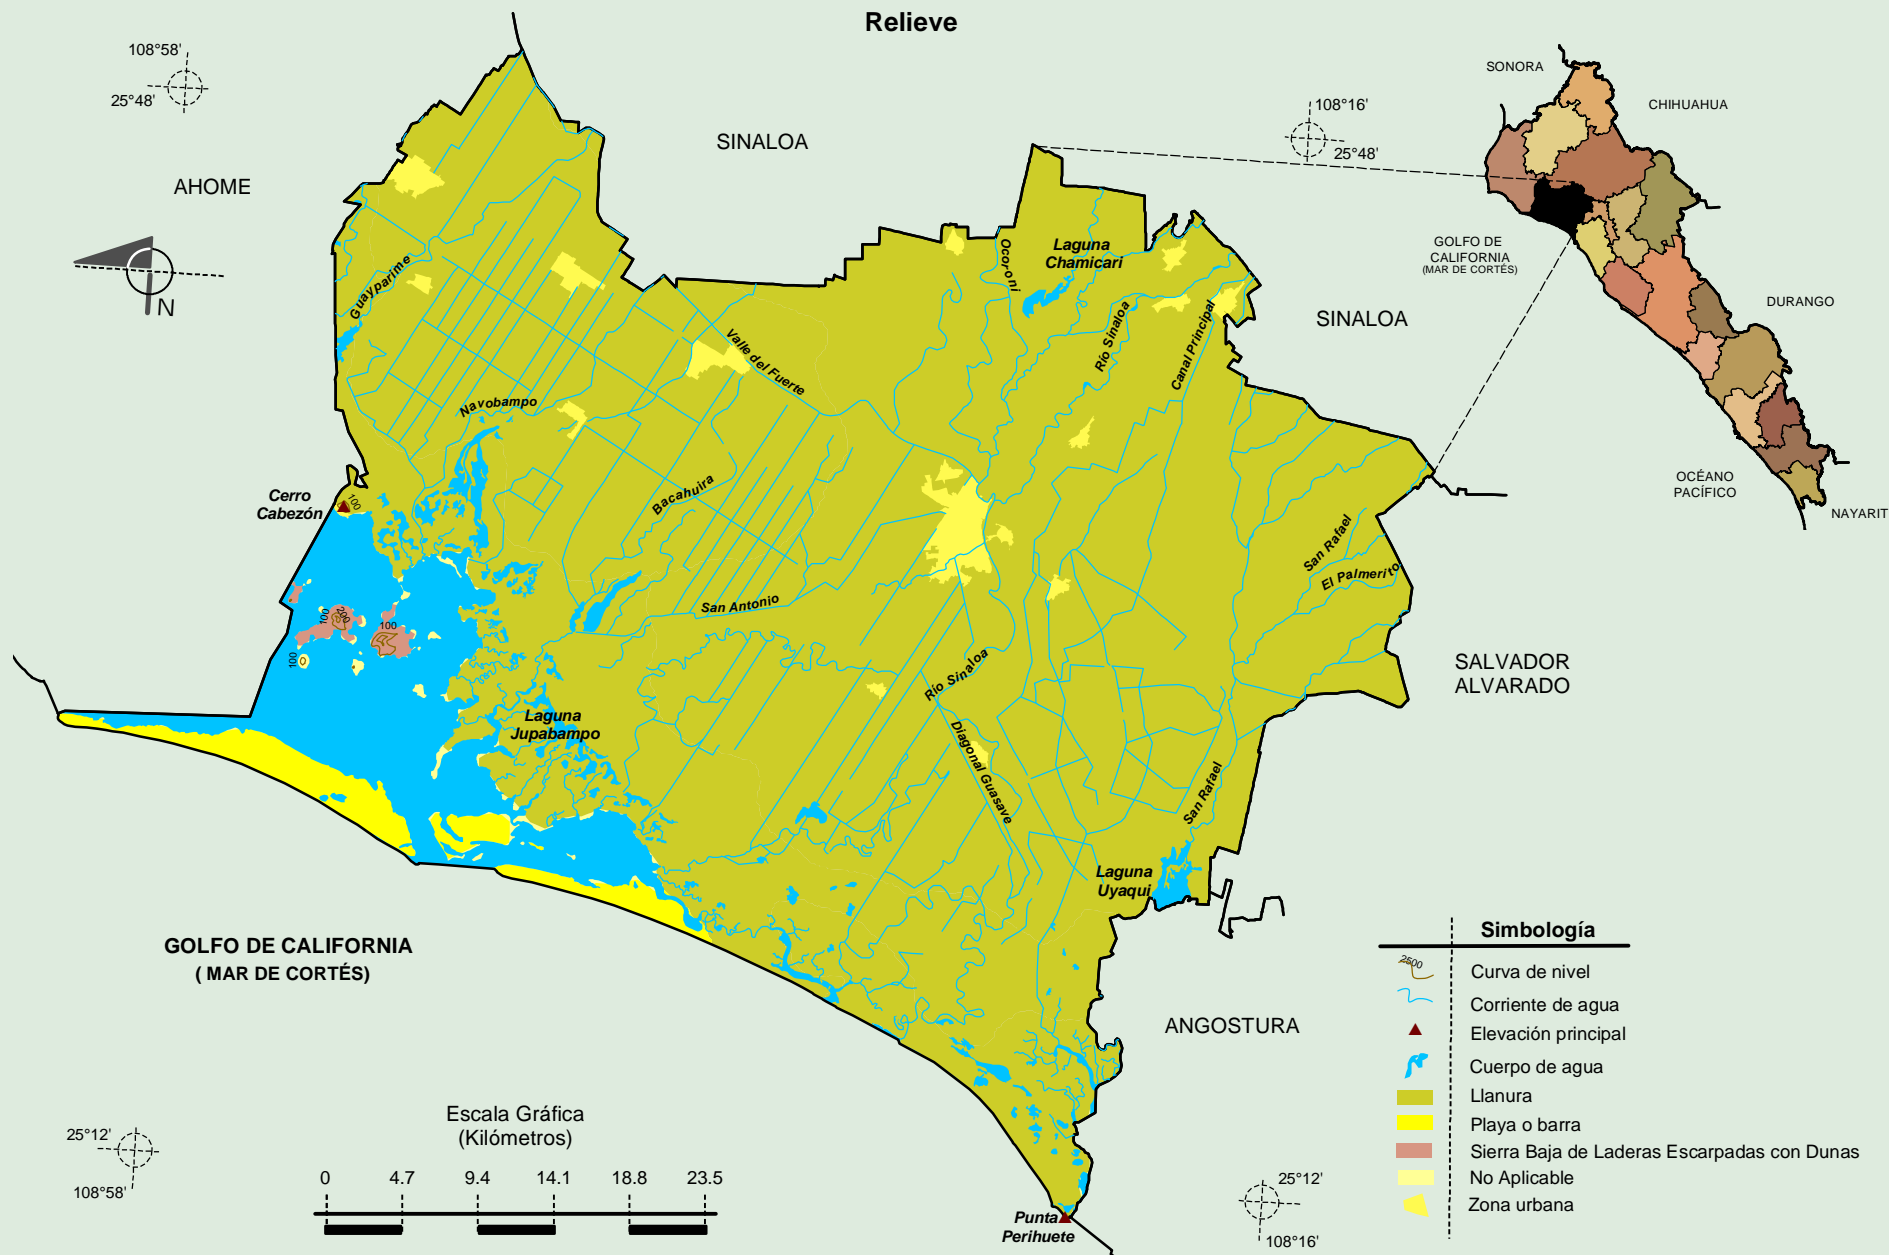 Relieve
108°58'
25°48'
AHOME
SINALOA
108°16'
25°48'
SONORA
CHIHUAHUA
GOLFO DE
CALIFORNIA
(MAR DE CORTÉS)
DURANGO
OCÉANO
PACÍFICO
NAYARIT
N
Guayparime
Ocoroni
Laguna
Chamicari
Río Sinaloa
Canal Principal
SINALOA
Valle del Fuerte
Navobampo
Bacahuira
Cerro
Cabezón
100
San Rafael
El Palmerito
San Antonio
100
200
100
100
Río Sinaloa
SALVADOR
ALVARADO
Laguna
Jupabampo
Diagonal Guasave
San Rafael
Laguna
Uyaqui
GOLFO DE CALIFORNIA
( MAR DE CORTÉS)
ANGOSTURA
Simbología
2500
Curva de nivel
Corriente de agua
Elevación principal
Cuerpo de agua
Llanura
Playa o barra
Sierra Baja de Laderas Escarpadas con Dunas
No Aplicable
Zona urbana
25°12'
108°58'
Escala Gráfica
(Kilómetros)
0 4.7 9.4 14.1 18.8 23.5
Punta
Perihuete
25°12'
108°16'